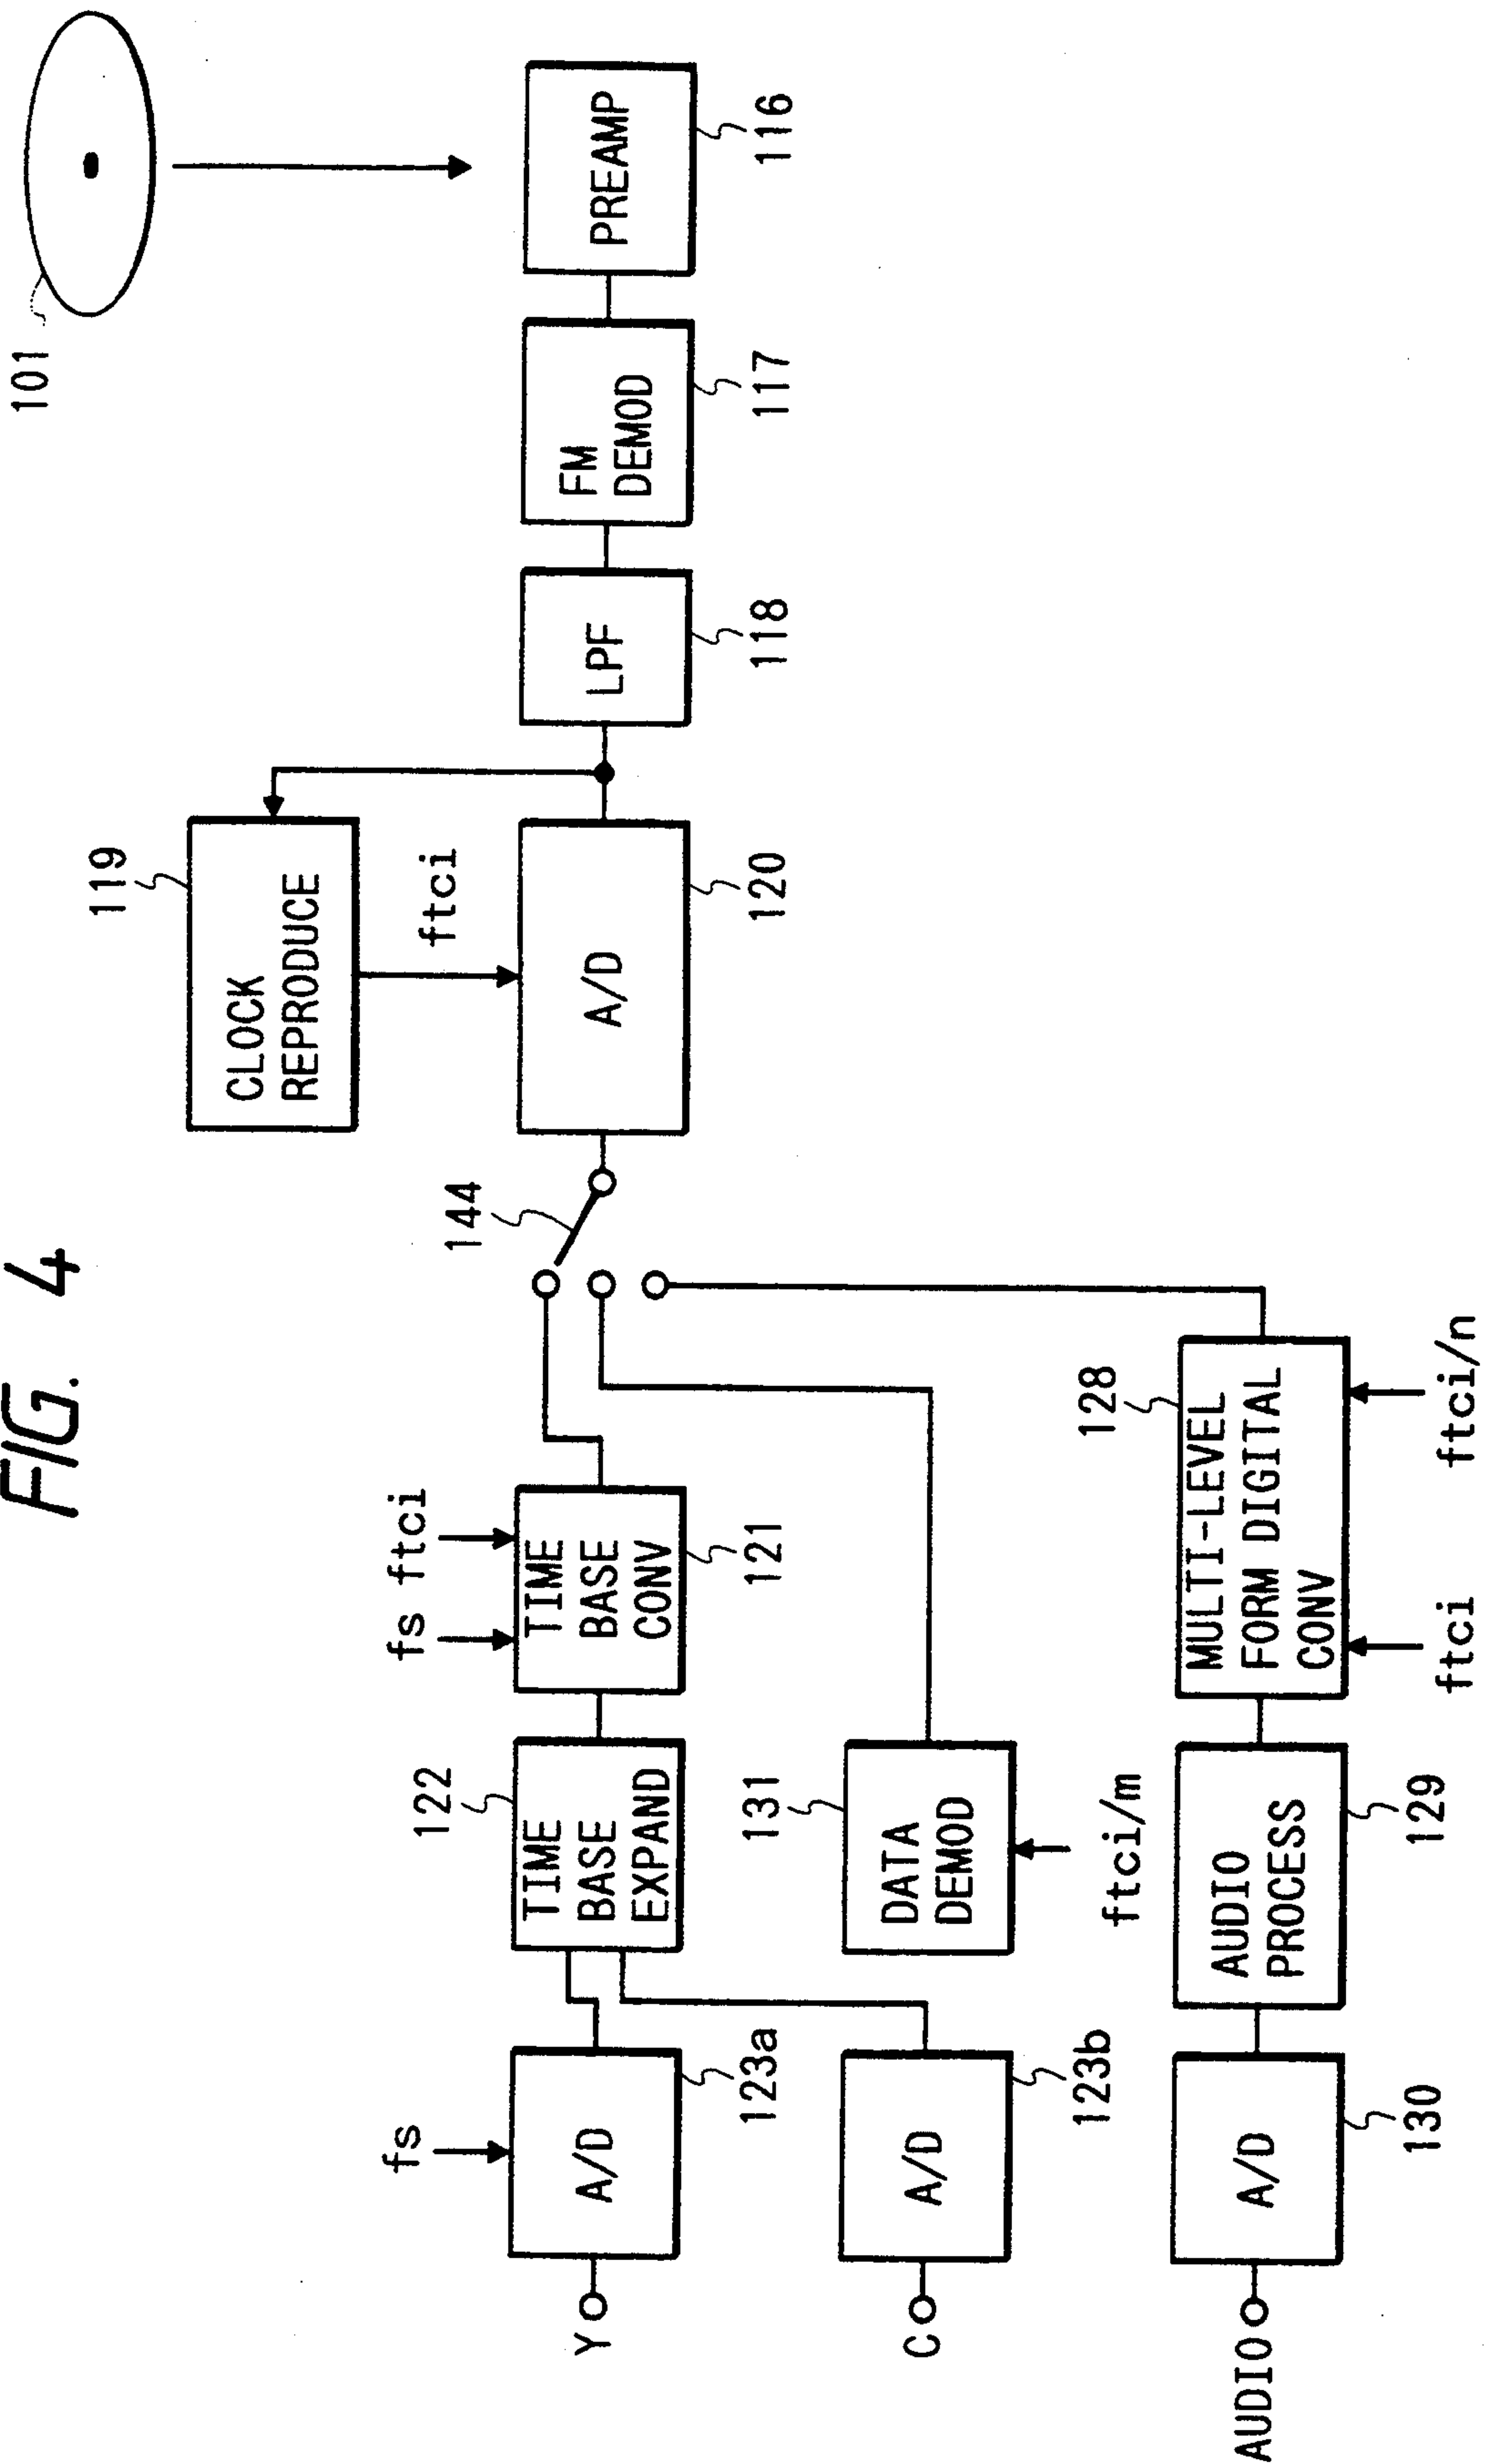 FIG. 4
101
PREAMP
116
FM
DEMOD
117
LPF
118
119
CLOCK
REPRODUCE
ftci
A/D
120
144
fs ftci
TIME
BASE
CONV
121
122
TIME
BASE
EXPAND
fs
A/D
123a
Y
131
DATA
DEMOD
ftci/m
A/D
123b
C
128
MULTI-LEVEL
FORM DIGITAL
CONV
ftci
ftci/n
AUDIO
PROCESS
129
A/D
130
AUDIO